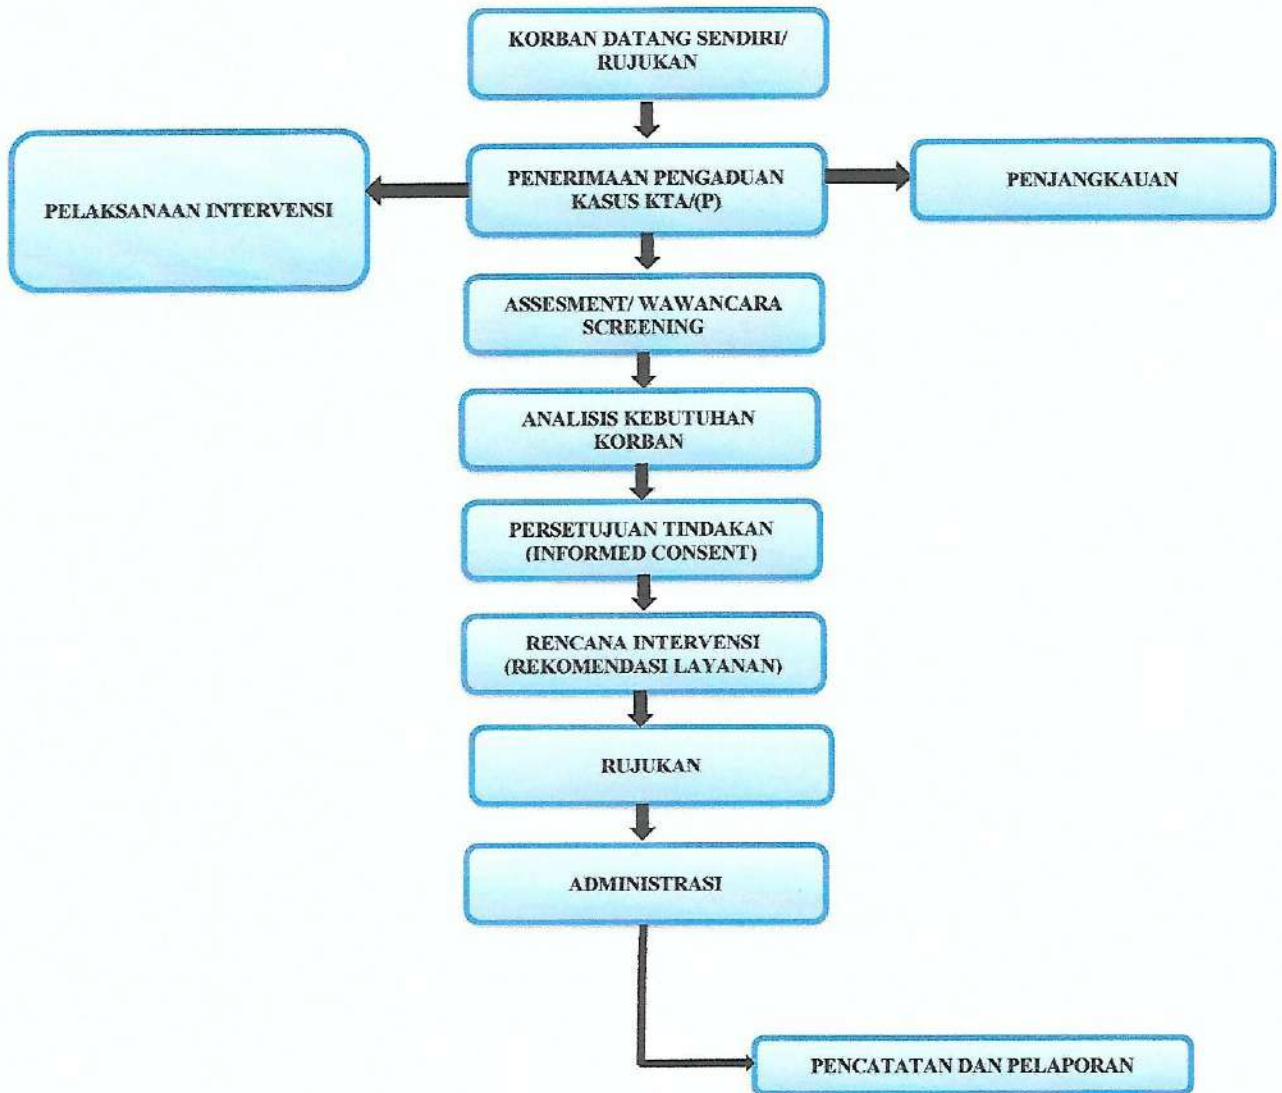 KORBAN DATANG SENDIRI/
RUJUKAN
PELAKSANAAN INTERVENSI
PENERIMAAN PENGADUAN
KASUS KTA/(P)
PENJANGKAUAN
ASSESMENT/ WAWANCARA
SCREENING
ANALISIS KEBUTUHAN
KORBAN
PERSETUJUAN TINDAKAN
(INFORMED CONSENT)
RENCANA INTERVENSI
(REKOMENDASI LAYANAN)
RUJUKAN
ADMINISTRASI
PENCATATAN DAN PELAPORAN